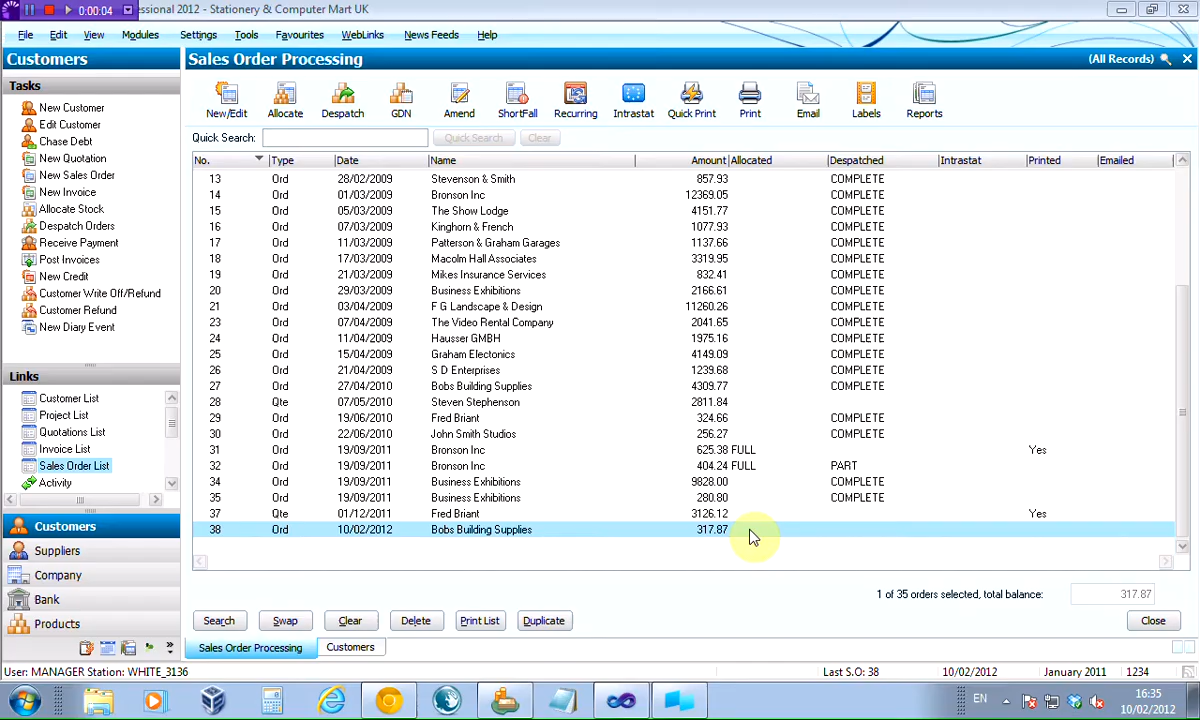 0:00:04
essional 2012 - Stationery & Computer Mart UK
File Edit View Modules Settings Tools Favourites WebLinks News Feeds Help
Customers
Sales Order Processing
(All Records)
Tasks
New Customer
Edit Customer
Chase Debt
New Quotation
New Sales Order
New Invoice
Allocate Stock
Despatch Orders
Receive Payment
Post Invoices
New Credit
Customer Write Off/Refund
Customer Refund
New Diary Event
Links
Customer List
Project List
Quotations List
Invoice List
Sales Order List
Activity
Customers
Suppliers
Company
Bank
Products
New/Edit Allocate Despatch GDN Amend ShortFall Recurring Intrastat Quick Print Print Email Labels Reports
Quick Search: Quick Search Clear
No. Type Date Name Amount Allocated Despatched Intrastat Printed Emailed
13 Ord 28/02/2009 Stevenson & Smith 857.93 COMPLETE
14 Ord 01/03/2009 Bronson Inc 12369.05 COMPLETE
15 Ord 05/03/2009 The Show Lodge 4151.77 COMPLETE
16 Ord 07/03/2009 Kinghorn & French 1077.93 COMPLETE
17 Ord 11/03/2009 Patterson & Graham Garages 1137.66 COMPLETE
18 Ord 17/03/2009 Macolm Hall Associates 3319.95 COMPLETE
19 Ord 21/03/2009 Mikes Insurance Services 832.41 COMPLETE
20 Ord 29/03/2009 Business Exhibitions 2166.61 COMPLETE
21 Ord 03/04/2009 F G Landscape & Design 11260.26 COMPLETE
23 Ord 07/04/2009 The Video Rental Company 2041.65 COMPLETE
24 Ord 11/04/2009 Hausser GMBH 1975.16 COMPLETE
25 Ord 15/04/2009 Graham Electonics 4149.09 COMPLETE
26 Ord 21/04/2009 S D Enterprises 1239.68 COMPLETE
27 Ord 27/04/2010 Bobs Building Supplies 4309.77 COMPLETE
28 Qte 07/05/2010 Steven Stephenson 2811.84
29 Ord 19/06/2010 Fred Briant 324.66 COMPLETE
30 Ord 22/06/2010 John Smith Studios 256.27 COMPLETE
31 Ord 19/09/2011 Bronson Inc 625.38 FULL Yes
32 Ord 19/09/2011 Bronson Inc 404.24 FULL PART
34 Ord 19/09/2011 Business Exhibitions 9828.00 COMPLETE
35 Ord 19/09/2011 Business Exhibitions 280.80 COMPLETE
37 Qte 01/12/2011 Fred Briant 3126.12 Yes
38 Ord 10/02/2012 Bobs Building Supplies 317.87
1 of 35 orders selected, total balance: 317.87
Search Swap Clear Delete Print List Duplicate Close
Sales Order Processing Customers
User: MANAGER Station: WHITE_3136 Last S.O: 38 10/02/2012 January 2011 1234
EN 16:35
10/02/2012